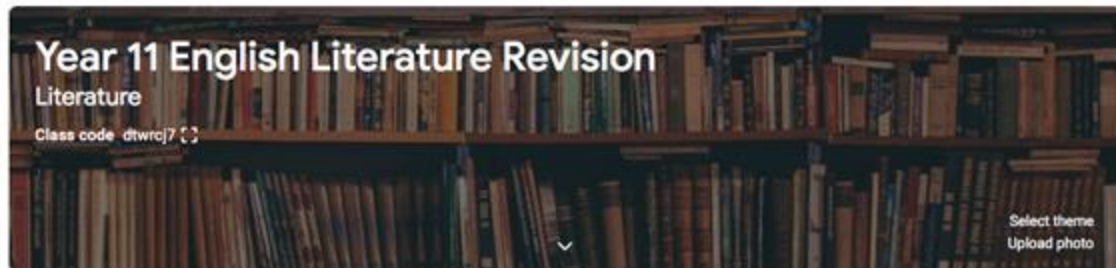 Year 11 English Literature Revision
Literature
Class code dtwrcj7
Select theme
Upload photo